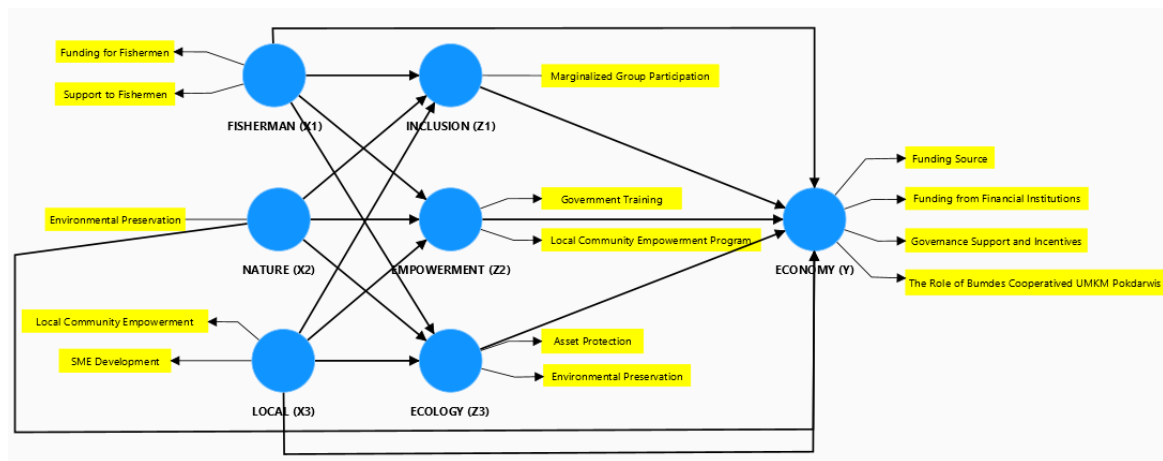 Funding for Fishermen
Support to Fishermen
FISHERMAN (X1)
INCLUSION (Z1)
Marginalized Group Participation
Environmental Preservation
NATURE (X2)
EMPOWERMENT (Z2)
Government Training
Local Community Empowerment Program
ECONOMY (Y)
Funding Source
Funding from Financial Institutions
Governance Support and Incentives
The Role of Bumdes Cooperatived UMKM Pokdarwis
Local Community Empowerment
SME Development
LOCAL (X3)
ECOLOGY (Z3)
Asset Protection
Environmental Preservation